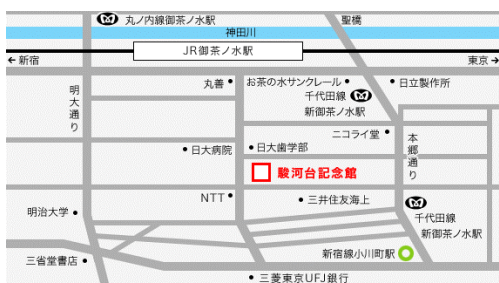 丸ノ内線御茶ノ水駅
聖橋
神田川
JR御茶ノ水駅
←新宿
東京→
明大通り
丸善
お茶の水サンクレール
日立製作所
千代田線
新御茶ノ水駅
ニコライ堂
本郷通り
日大病院
日大歯学部
駿河台記念館
NTT
三井住友海上
明治大学
千代田線
新御茶ノ水駅
新宿線小川町駅
三省堂書店
三菱東京UFJ銀行